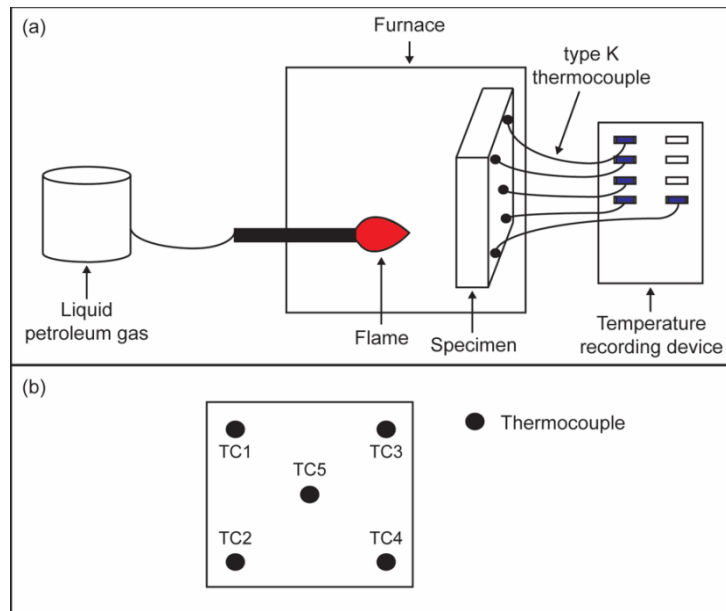 (a)
Furnace
type K
thermocouple
Liquid
petroleum gas
Flame
Specimen
Temperature
recording device
(b)
Thermocouple
TC1
TC3
TC5
TC2
TC4